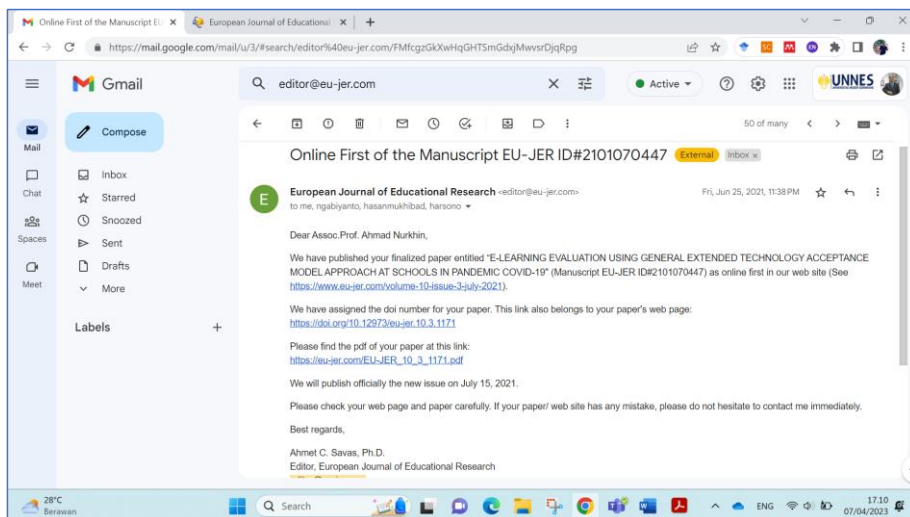 Online First of the Manuscript EU
European Journal of Educational
https://mail.google.com/mail/u/3/#search/editor%40eu-jer.com/FMfcgzGkXwHqGHTSmGdxjMwvsrDjqRpg
Gmail
editor@eu-jer.com
Active
UNNES
Compose
50 of many
Mail
Chat
Spaces
Meet
Inbox
Starred
Snoozed
Sent
Drafts
More
Labels
Online First of the Manuscript EU-JER ID#2101070447 External Inbox x
E
European Journal of Educational Research <editor@eu-jer.com>
Fri, Jun 25, 2021, 11:38 PM
to me, ngabiyanto, hasanmukhibad, harsono
Dear Assoc.Prof. Ahmad Nurkhin,
We have published your finalized paper entitled "E-LEARNING EVALUATION USING GENERAL EXTENDED TECHNOLOGY ACCEPTANCE
MODEL APPROACH AT SCHOOLS IN PANDEMIC COVID-19" (Manuscript EU-JER ID#2101070447) as online first in our web site (See
https://www.eu-jer.com/volume-10-issue-3-july-2021).
We have assigned the doi number for your paper. This link also belongs to your paper's web page:
https://doi.org/10.12973/eu-jer.10.3.1171
Please find the pdf of your paper at this link:
https://eu-jer.com/EU-JER_10_3_1171.pdf
We will publish officially the new issue on July 15, 2021.
Please check your web page and paper carefully. If your paper/ web site has any mistake, please do not hesitate to contact me immediately.
Best regards,
Ahmet C. Savas, Ph.D.
Editor, European Journal of Educational Research
28°C
Berawan
Search
ENG
17.10
07/04/2023